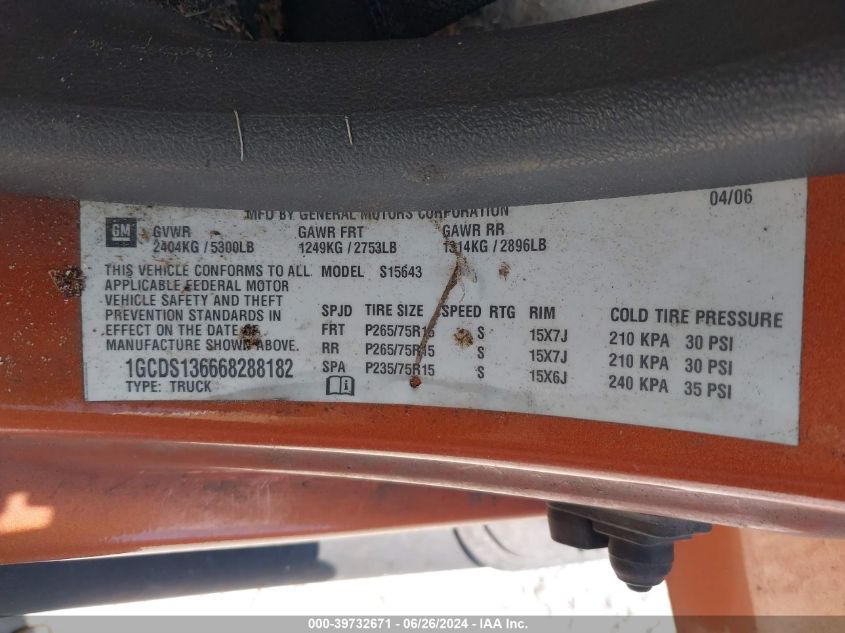 04/06
MFD BY GENERAL MOTORS CORPORATION
GM
GVWR GAWR FRT GAWR RR
2404KG / 5300LB 1249KG / 2753LB 1314KG / 2896LB
THIS VEHICLE CONFORMS TO ALL
APPLICABLE FEDERAL MOTOR
VEHICLE SAFETY AND THEFT
PREVENTION STANDARDS IN
EFFECT ON THE DATE OF
MANUFACTURE SHOWN ABOVE.
1GCDS136668288182
TYPE: TRUCK
MODEL S15643
SPJD TIRE SIZE SPEED RTG RIM COLD TIRE PRESSURE
FRT P265/75R15 S 15X7J 210 KPA 30 PSI
RR P265/75R15 S 15X7J 210 KPA 30 PSI
SPA P235/75R15 S 15X6J 240 KPA 35 PSI
000-39732671 - 06/26/2024 - IAA Inc.